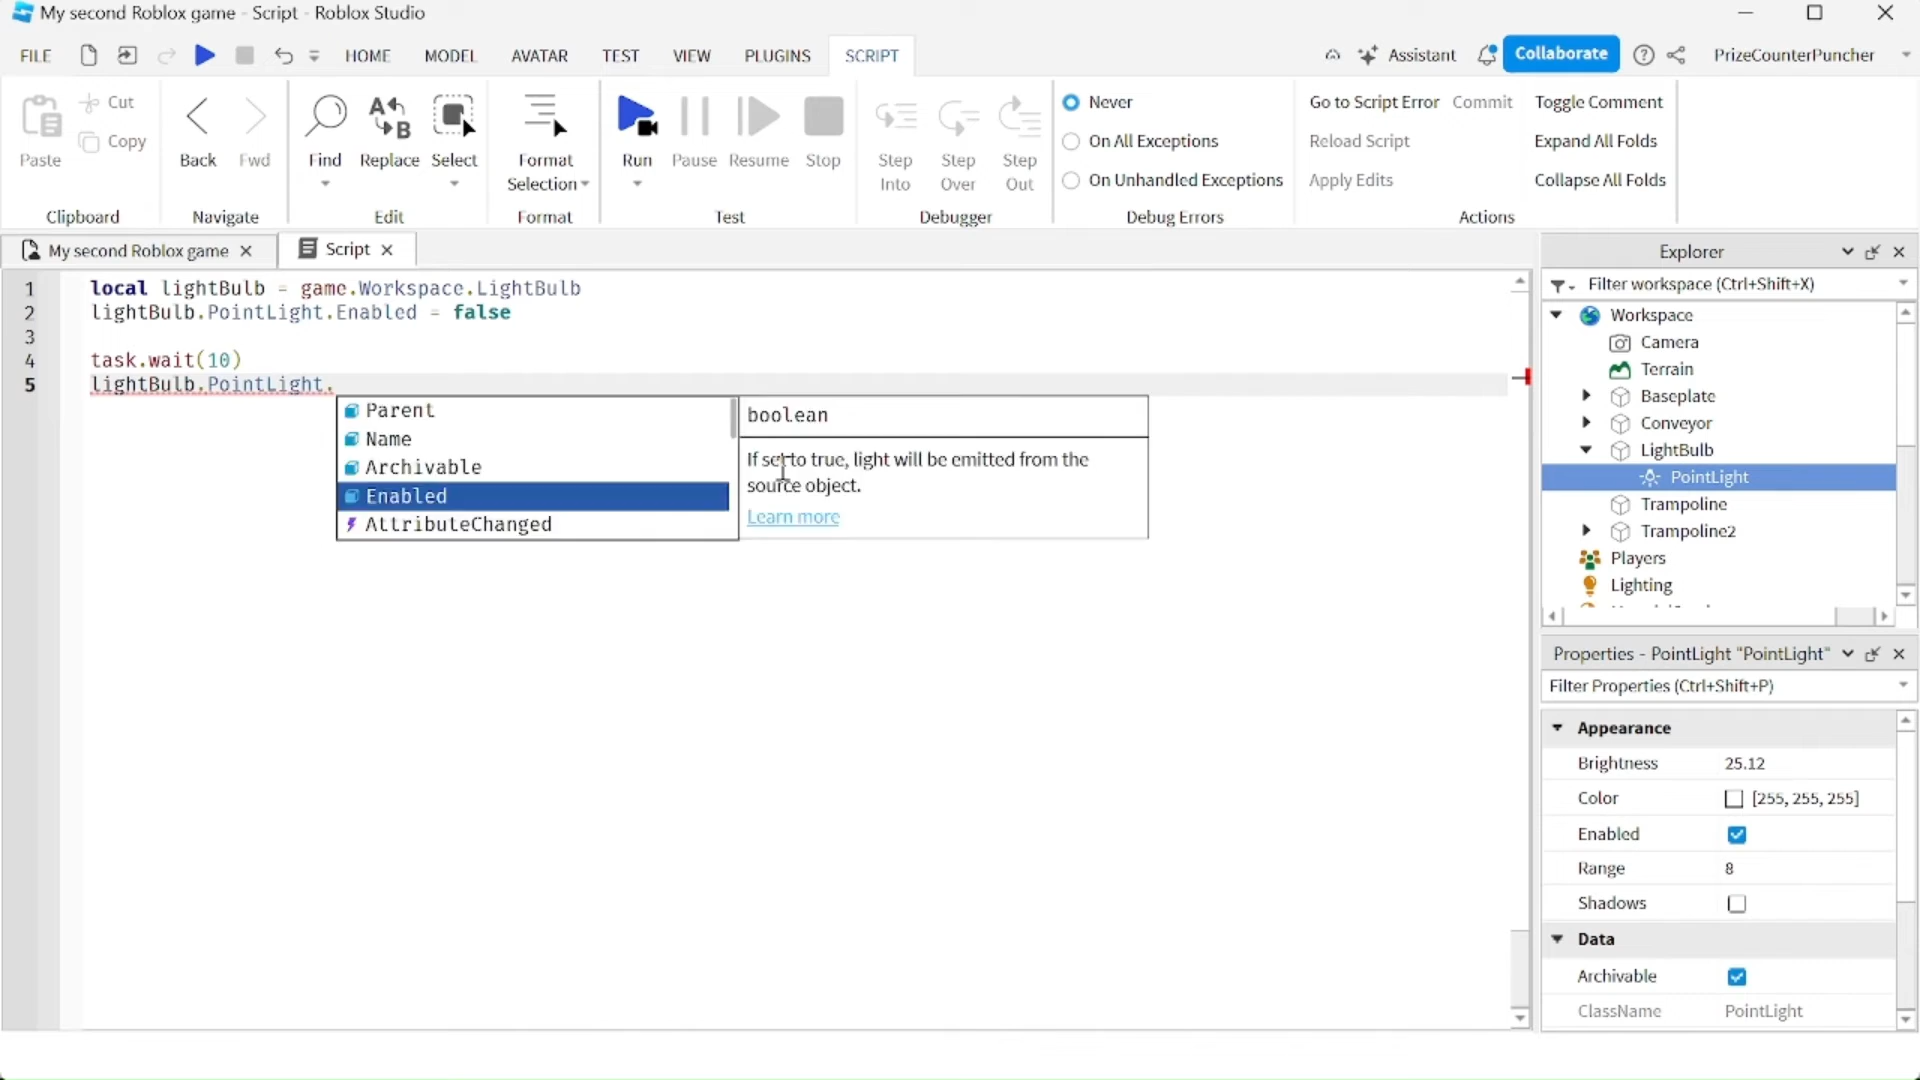 My second Roblox game - Script - Roblox Studio
FILE HOME MODEL AVATAR TEST VIEW PLUGINS SCRIPT Assistant Collaborate PrizeCounterPuncher
Paste Cut Copy
Clipboard
Back Fwd
Navigate
Find Replace Select
Edit
Format Selection
Format
Run Pause Resume Stop
Test
Step Into Step Over Step Out
Debugger
Never
On All Exceptions
On Unhandled Exceptions
Debug Errors
Go to Script Error Commit Toggle Comment
Reload Script Expand All Folds
Apply Edits Collapse All Folds
Actions
My second Roblox game Script
1 local lightBulb = game.Workspace.LightBulb
2 lightBulb.PointLight.Enabled = false
3
4 task.wait(10)
5 lightBulb.PointLight.
Parent
Name
Archivable
Enabled
AttributeChanged
boolean
If set to true, light will be emitted from the
source object.
Learn more
Explorer
Filter workspace (Ctrl+Shift+X)
Workspace
Camera
Terrain
Baseplate
Conveyor
LightBulb
PointLight
Trampoline
Trampoline2
Players
Lighting
Properties - PointLight "PointLight"
Filter Properties (Ctrl+Shift+P)
Appearance
Brightness 25.12
Color [255, 255, 255]
Enabled
Range 8
Shadows
Data
Archivable
ClassName PointLight